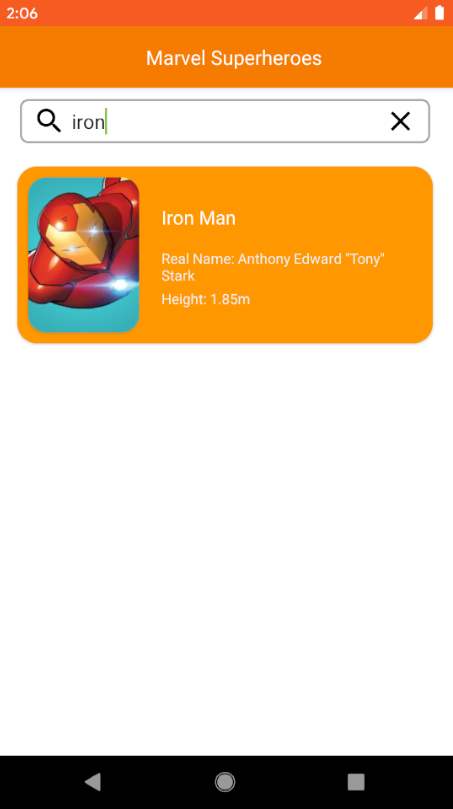 2:06
Marvel Superheroes
iron
Iron Man
Real Name: Anthony Edward "Tony"
Stark
Height: 1.85m